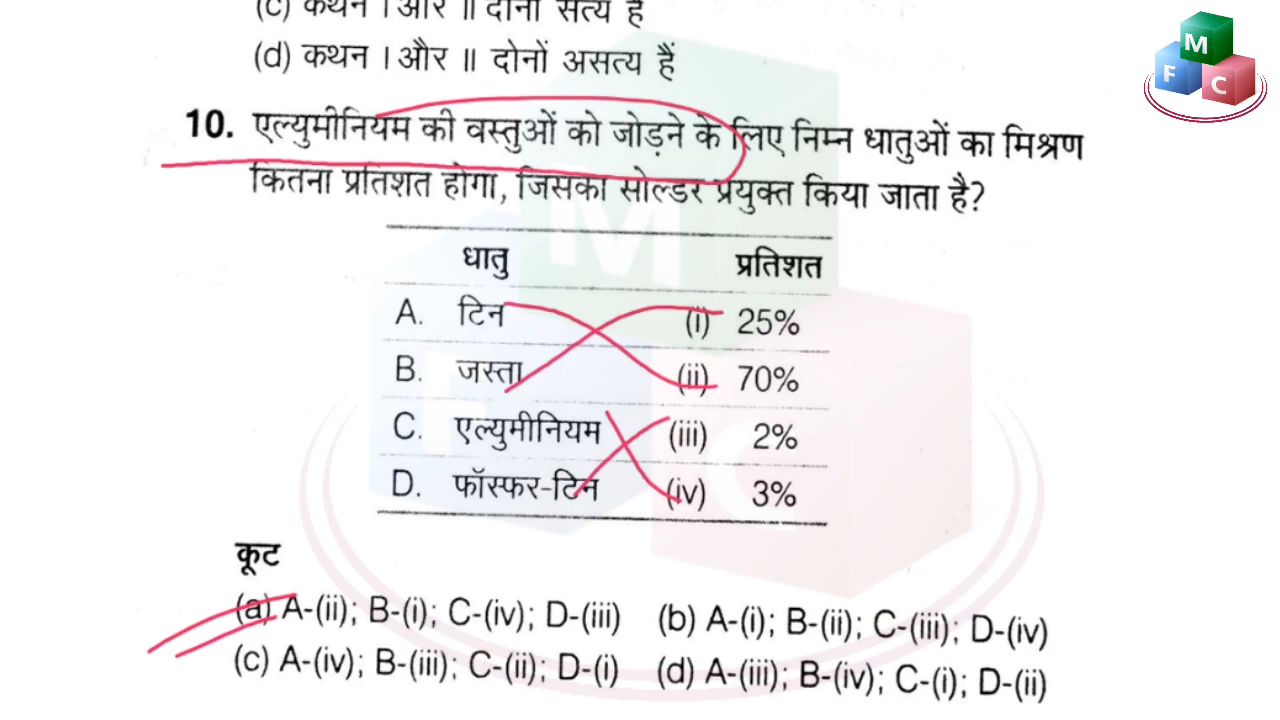 (c) कथन I और II दोनों सत्य हैं
(d) कथन I और II दोनों असत्य हैं
M
F C
10. एल्युमीनियम की वस्तुओं को जोड़ने के लिए निम्न धातुओं का मिश्रण
कितना प्रतिशत होगा, जिसका सोल्डर प्रयुक्त किया जाता है?
धातु प्रतिशत
A. टिन (i) 25%
B. जस्ता (ii) 70%
C. एल्युमीनियम (iii) 2%
D. फॉस्फर-टिन (iv) 3%
कूट
(a) A-(ii); B-(i); C-(iv); D-(iii) (b) A-(i); B-(ii); C-(iii); D-(iv)
(c) A-(iv); B-(iii); C-(ii); D-(i) (d) A-(iii); B-(iv); C-(i); D-(ii)